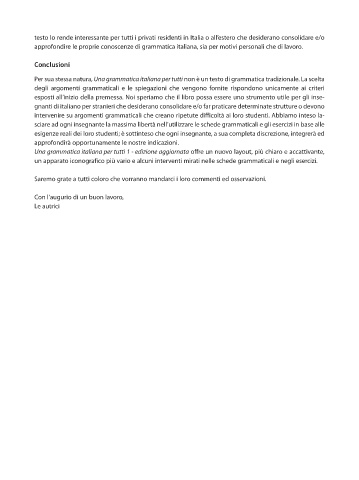 testo lo rende interessante per tutti i privati residenti in Italia o all'estero che desiderano consolidare e/o
approfondire le proprie conoscenze di grammatica italiana, sia per motivi personali che di lavoro.
Conclusioni
Per sua stessa natura, Una grammatica italiana per tutti non è un testo di grammatica tradizionale. La scelta
degli argomenti grammaticali e le spiegazioni che vengono fornite rispondono unicamente ai criteri
esposti all'inizio della premessa. Noi speriamo che il libro possa essere uno strumento utile per gli inse-
gnanti di italiano per stranieri che desiderano consolidare e/o far praticare determinate strutture o devono
intervenire su argomenti grammaticali che creano ripetute difficoltà ai loro studenti. Abbiamo inteso la-
sciare ad ogni insegnante la massima libertà nell'utilizzare le schede grammaticali e gli esercizi in base alle
esigenze reali dei loro studenti; è sottinteso che ogni insegnante, a sua completa discrezione, integrerà ed
approfondirà opportunamente le nostre indicazioni.
Una grammatica italiana per tutti 1 - edizione aggiornata offre un nuovo layout, più chiaro e accattivante,
un apparato iconografico più vario e alcuni interventi mirati nelle schede grammaticali e negli esercizi.
Saremo grate a tutti coloro che vorranno mandarci i loro commenti ed osservazioni.
Con l'augurio di un buon lavoro,
Le autrici